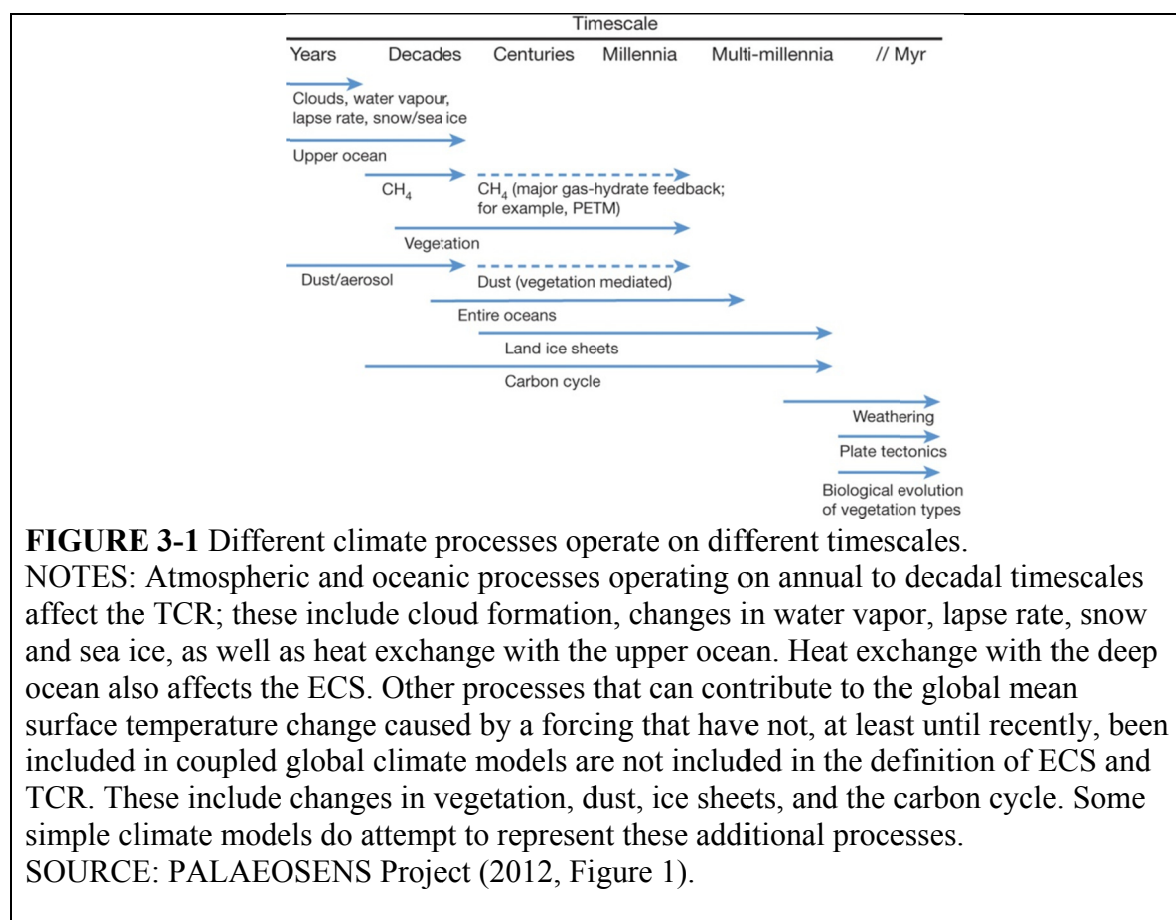 Timescale
Years Decades Centuries Millennia Multi-millennia // Myr
Clouds, water vapour,
lapse rate, snow/sea ice
Upper ocean
CH₄ CH₄ (major gas-hydrate feedback;
for example, PETM)
Vegetation
Dust/aerosol Dust (vegetation mediated)
Entire oceans
Land ice sheets
Carbon cycle
Weathering
Plate tectonics
Biological evolution
of vegetation types
FIGURE 3-1 Different climate processes operate on different timescales.
NOTES: Atmospheric and oceanic processes operating on annual to decadal timescales
affect the TCR; these include cloud formation, changes in water vapor, lapse rate, snow
and sea ice, as well as heat exchange with the upper ocean. Heat exchange with the deep
ocean also affects the ECS. Other processes that can contribute to the global mean
surface temperature change caused by a forcing that have not, at least until recently, been
included in coupled global climate models are not included in the definition of ECS and
TCR. These include changes in vegetation, dust, ice sheets, and the carbon cycle. Some
simple climate models do attempt to represent these additional processes.
SOURCE: PALAEOSENS Project (2012, Figure 1).